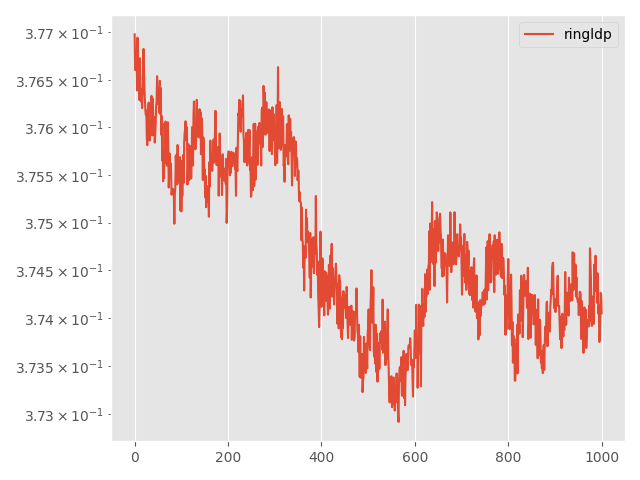 ringldp
3.77 × 10⁻¹
3.765 × 10⁻¹
3.76 × 10⁻¹
3.755 × 10⁻¹
3.75 × 10⁻¹
3.745 × 10⁻¹
3.74 × 10⁻¹
3.735 × 10⁻¹
3.73 × 10⁻¹
0 200 400 600 800 1000